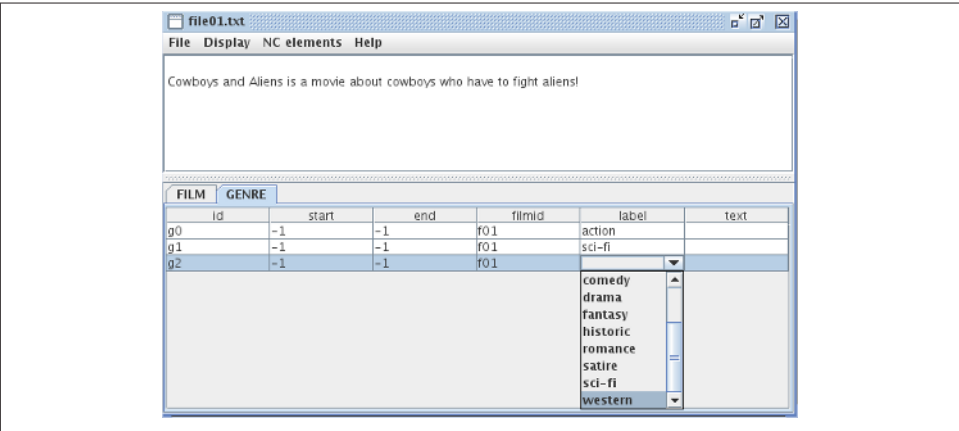 file01.txt
File Display NC elements Help
Cowboys and Aliens is a movie about cowboys who have to fight aliens!
FILM GENRE
id start end filmid label text
g0 -1 -1 f01 action
g1 -1 -1 f01 sci-fi
g2 -1 -1 f01
comedy
drama
fantasy
historic
romance
satire
sci-fi
western